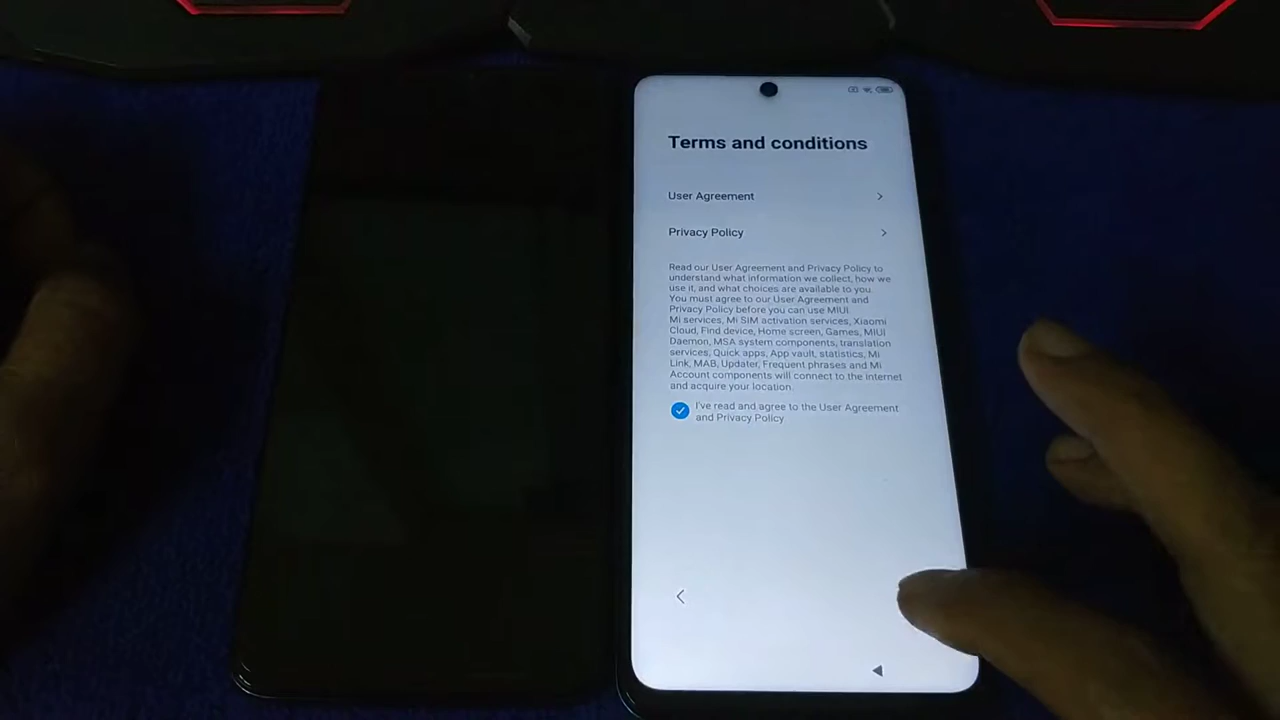 Terms and conditions
User Agreement
Privacy Policy
Read our User Agreement and Privacy Policy to
understand what information we collect, how we
use it, and what choices are available to you.
You must agree to our User Agreement and
Privacy Policy before you can use MIUI.
Mi services, Mi SIM activation services, Xiaomi
Cloud, Find device, Home screen, Games, MIUI
Daemon, MSA system components, translation
services, Quick apps, App vault, statistics, Mi
Link, MAB, Updater, Frequent phrases and Mi
Account components will connect to the internet
and acquire your location.
I've read and agree to the User Agreement
and Privacy Policy